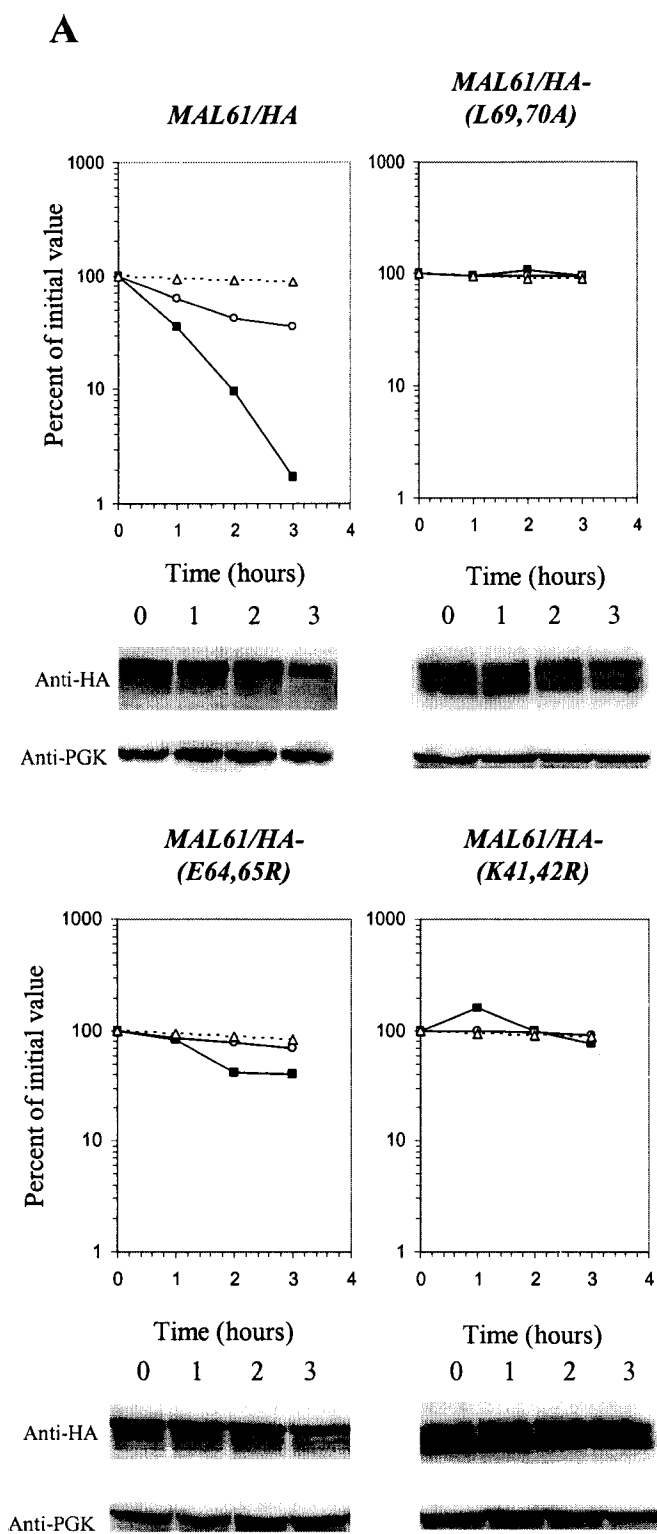 A
MAL61/HA
MAL61/HA-
(L69,70A)
Percent of initial value
1000
100
10
1
0 1 2 3 4
Time (hours)
1000
100
10
1
0 1 2 3 4
Time (hours)
0 1 2 3
0 1 2 3
Anti-HA
Anti-PGK
MAL61/HA-
(E64,65R)
MAL61/HA-
(K41,42R)
Percent of initial value
1000
100
10
1
0 1 2 3 4
Time (hours)
1000
100
10
1
0 1 2 3 4
Time (hours)
0 1 2 3
0 1 2 3
Anti-HA
Anti-PGK